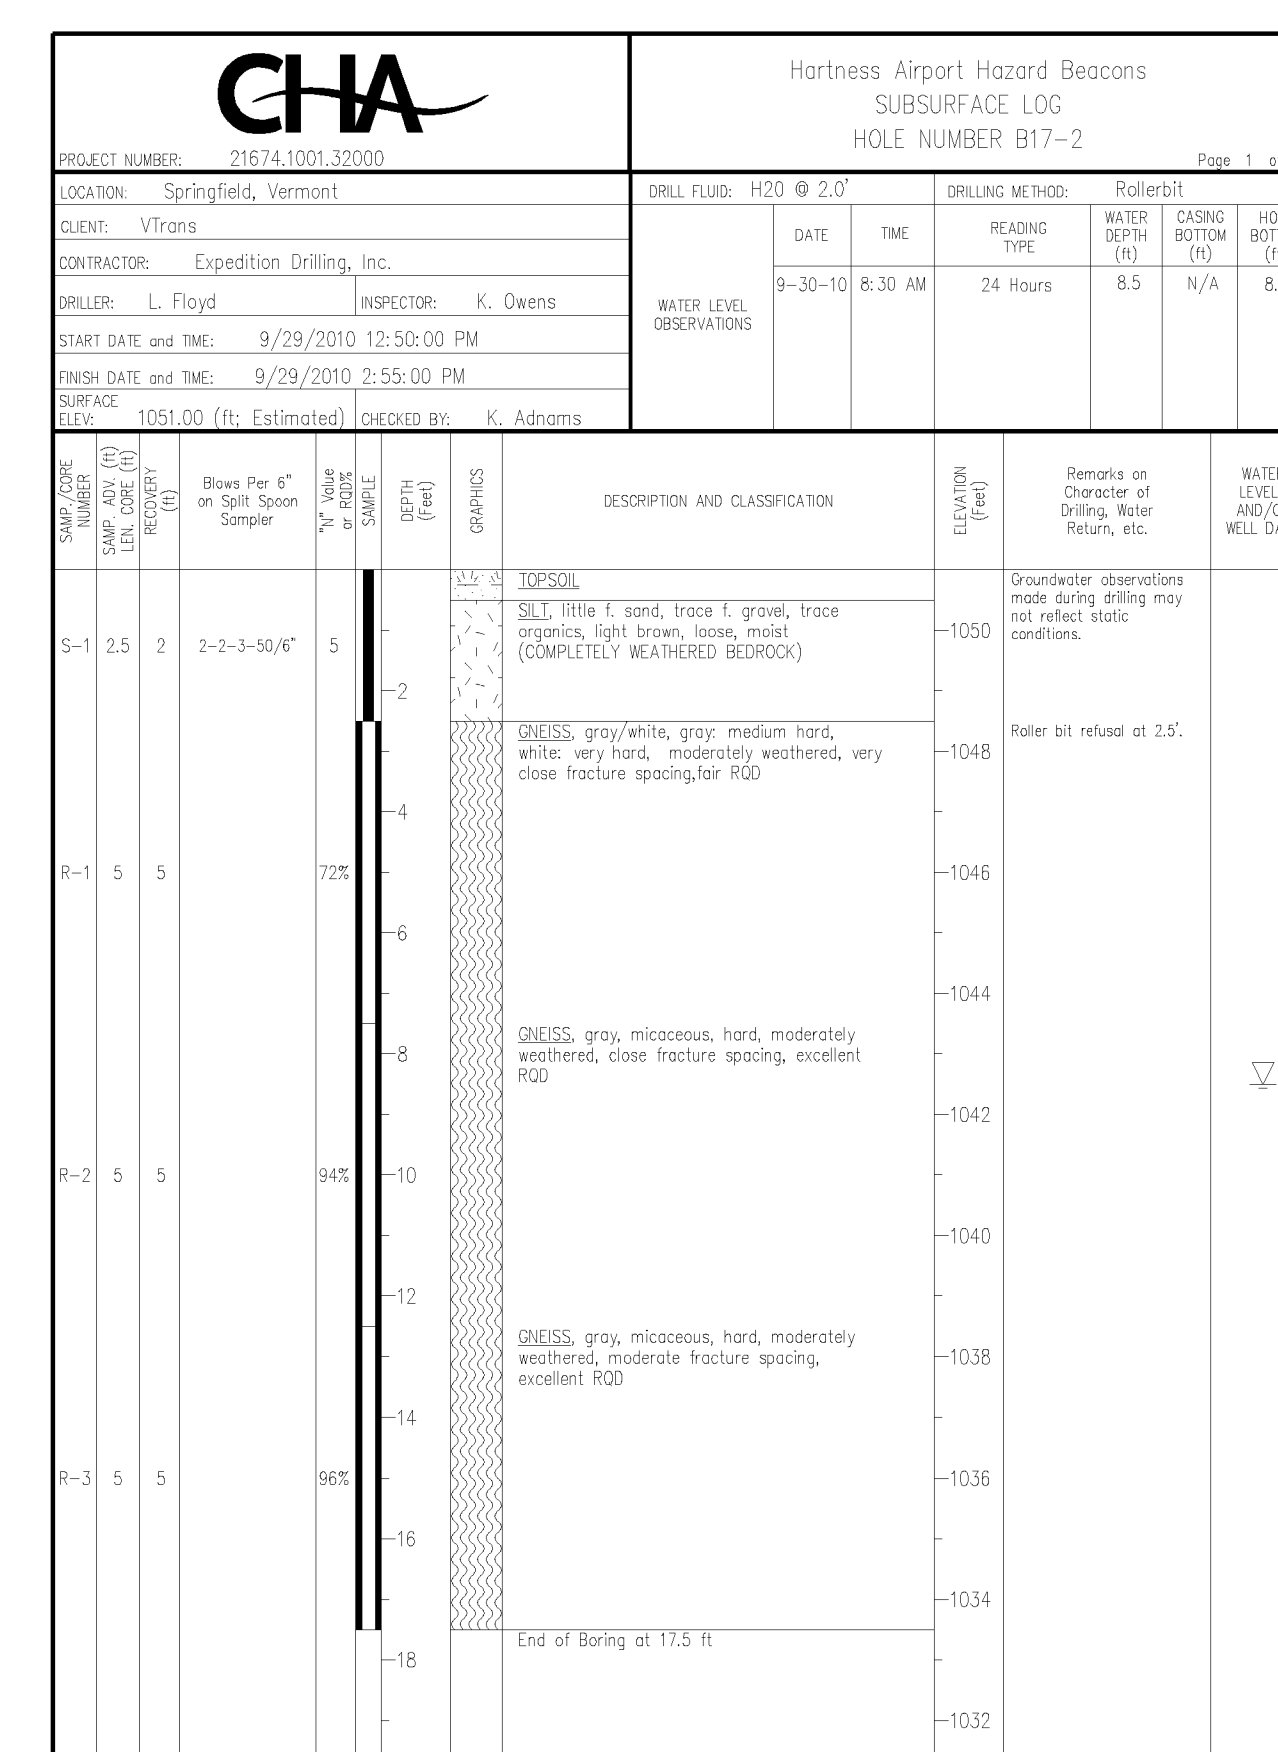 CHA
Hartness Airport Hazard Beacons
SUBSURFACE LOG
HOLE NUMBER B17-2
PROJECT NUMBER: 21674.1001.32000
Page 1
LOCATION: Springfield, Vermont
DRILL FLUID: H20 @ 2.0'
DRILLING METHOD: Rollerbit
CLIENT: VTrans
CONTRACTOR: Expedition Drilling, Inc.
DRILLER: L. Floyd
INSPECTOR: K. Owens
START DATE and TIME: 9/29/2010 12:50:00 PM
FINISH DATE and TIME: 9/29/2010 2:55:00 PM
SURFACE
ELEV: 1051.00 (ft; Estimated)
CHECKED BY: K. Adnams
WATER LEVEL
OBSERVATIONS
DATE
TIME
READING
TYPE
WATER
DEPTH
(ft)
CASING
BOTTOM
(ft)
9-30-10 8:30 AM 24 Hours 8.5 N/A
SAMP./CORE
NUMBER
SAMP. ADV. (ft)
LEN. CORE (ft)
RECOVERY
(ft)
Blows Per 6"
on Split Spoon
Sampler
"N" Value
or RQD%
SAMPLE
DEPTH
(Feet)
GRAPHICS
DESCRIPTION AND CLASSIFICATION
ELEVATION
(Feet)
Remarks on
Character of
Drilling, Water
Return, etc.
TOPSOIL
SILT, little f. sand, trace f. gravel, trace
organics, light brown, loose, moist
(COMPLETELY WEATHERED BEDROCK)
Groundwater observations
made during drilling may
not reflect static
conditions.
1050
S-1 2.5 2 2-2-3-50/6" 5
2
GNEISS, gray/white, gray: medium hard,
white: very hard, moderately weathered, very
close fracture spacing,fair RQD
Roller bit refusal at 2.5'.
1048
4
R-1 5 5 72%
1046
6
1044
GNEISS, gray, micaceous, hard, moderately
weathered, close fracture spacing, excellent
RQD
8
1042
R-2 5 5 94%
10
1040
12
GNEISS, gray, micaceous, hard, moderately
weathered, moderate fracture spacing,
excellent RQD
1038
14
R-3 5 5 96%
1036
16
1034
End of Boring at 17.5 ft
18
1032